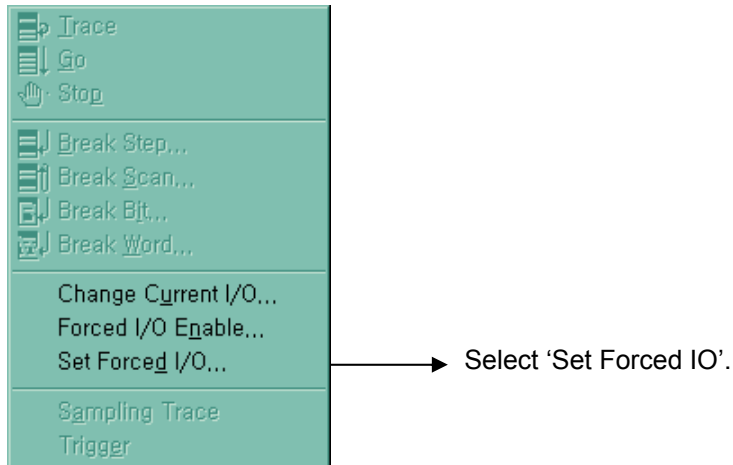 Trace
Go
Stop
Break Step...
Break Scan...
Break Bit...
Break Word...
Change Current I/O...
Forced I/O Enable...
Set Forced I/O...
Select ‘Set Forced IO’.
Sampling Trace
Trigger